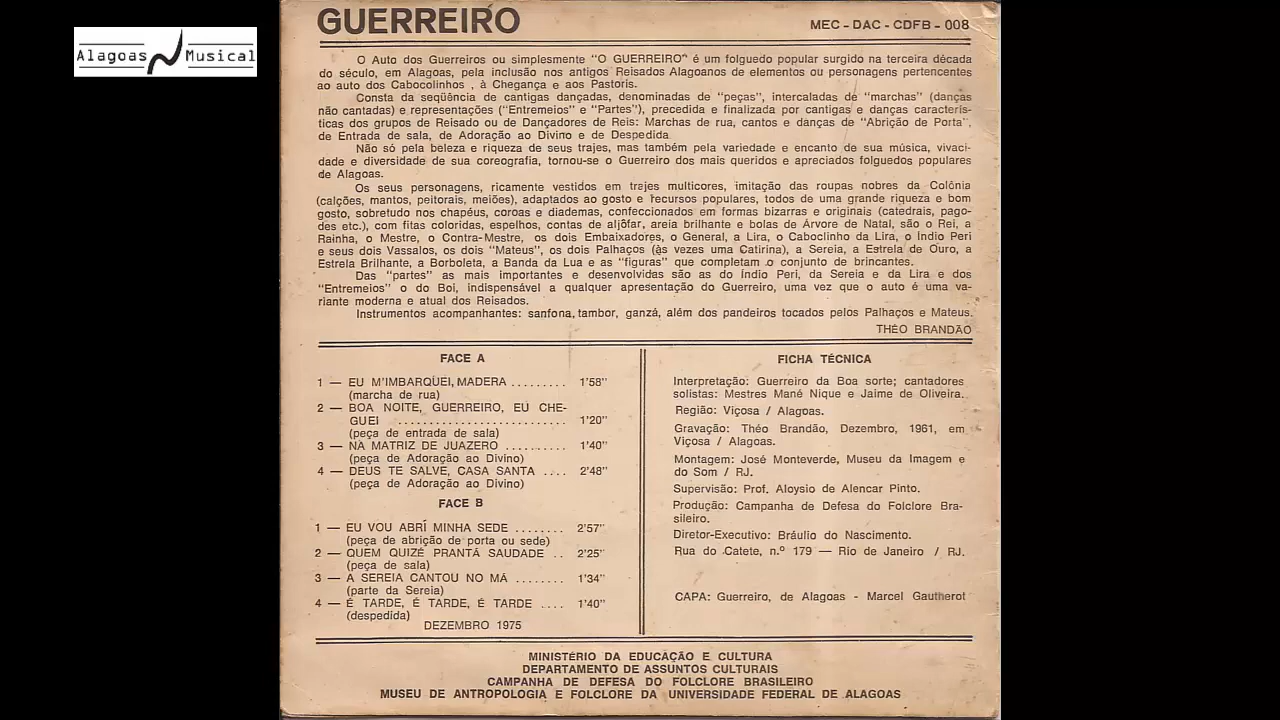 Alagoas Musical
GUERREIRO
MEC - DAC - CDFB - 008
O Auto dos Guerreiros ou simplesmente “O GUERREIRO” é um folguedo popular surgido na terceira década
do século, em Alagoas, pela inclusão nos antigos Reisados Alagoanos de elementos ou personagens pertencentes
ao auto dos Cabocolinhos , à Chegança e aos Pastoris.
Consta da seqüência de cantigas dançadas, denominadas de “peças”, intercaladas de “marchas” (danças
não cantadas) e representações (“Entremeios” e “Partes”), precedida e finalizada por cantigas e danças caracterís-
ticas dos grupos de Reisado ou de Dançadores de Reis: Marchas de rua, cantos e danças de “Abrição de Porta”,
de Entrada de sala, de Adoração ao Divino e de Despedida
Não só pela beleza e riqueza de seus trajes, mas também pela variedade e encanto de sua música, vivaci-
dade e diversidade de sua coreografia, tornou-se o Guerreiro dos mais queridos e apreciados folguedos populares
de Alagoas.
Os seus personagens, ricamente vestidos em trajes multicores, imitação das roupas nobres da Colônia
(calções, mantos, peitorais, meiões), adaptados ao gosto e recursos populares, todos de uma grande riqueza e bom
gosto, sobretudo nos chapéus, coroas e diademas, confeccionados em formas bizarras e originais (catedrais, pago-
des etc.), com fitas coloridas, espelhos, contas de aljôfar, areia brilhante e bolas de Árvore de Natal, são o Rei, a
Rainha, o Mestre, o Contra-Mestre, os dois Embaixadores, o General, a Lira, o Caboclinho da Lira, o Índio Peri
e seus dois Vassalos, os dois “Mateus”, os dois Palhaços (às vezes uma Catirina), a Sereia, a Estrela de Ouro, a
Estrela Brilhante, a Borboleta, a Banda da Lua e as “figuras” que completam o conjunto de brincantes.
Das “partes” as mais importantes e desenvolvidas são as do Índio Peri, da Sereia e da Lira e dos
“Entremeios” o do Boi, indispensável a qualquer apresentação do Guerreiro, uma vez que o auto é uma va-
riante moderna e atual dos Reisados.
Instrumentos acompanhantes: sanfona, tambor, ganzá, além dos pandeiros tocados pelos Palhaços e Mateus.
THÉO BRANDÃO
FACE A
1 — EU M'IMBARQUEI, MADERA ......... 1'58”
(marcha de rua)
2 — BOA NOITE, GUERREIRO, EU CHE-
GUEI ......................... 1'20”
(peça de entrada de sala)
3 — NA MATRIZ DE JUAZERO .......... 1'40”
(peça de Adoração ao Divino)
4 — DEUS TE SALVE, CASA SANTA .... 2'48”
(peça de Adoração ao Divino)
FACE B
1 — EU VOU ABRÎ MINHA SEDE ........ 2'57”
(peça de abrição de porta ou sede)
2 — QUEM QUIZÉ PRANTÁ SAUDADE .. 2'25”
(peça de sala)
3 — A SEREIA CANTOU NO MÁ ........ 1'34”
(parte da Sereia)
4 — É TARDE, É TARDE, É TARDE .... 1'40”
(despedida)
DEZEMBRO 1975
FICHA TÉCNICA
Interpretação: Guerreiro da Boa sorte; cantadores
solistas: Mestres Mané Nique e Jaime de Oliveira.
Região: Viçosa / Alagoas.
Gravação: Théo Brandão, Dezembro, 1961, em
Viçosa / Alagoas.
Montagem: José Monteverde, Museu da Imagem e
do Som / RJ.
Supervisão: Prof. Aloysio de Alencar Pinto.
Produção: Campanha de Defesa do Folclore Bra-
sileiro.
Diretor-Executivo: Bráulio do Nascimento.
Rua do Catete, n.º 179 — Rio de Janeiro / RJ.
CAPA: Guerreiro, de Alagoas - Marcel Gautherot
MINISTÉRIO DA EDUCAÇÃO E CULTURA
DEPARTAMENTO DE ASSUNTOS CULTURAIS
CAMPANHA DE DEFESA DO FOLCLORE BRASILEIRO
MUSEU DE ANTROPOLOGIA E FOLCLORE DA UNIVERSIDADE FEDERAL DE ALAGOAS